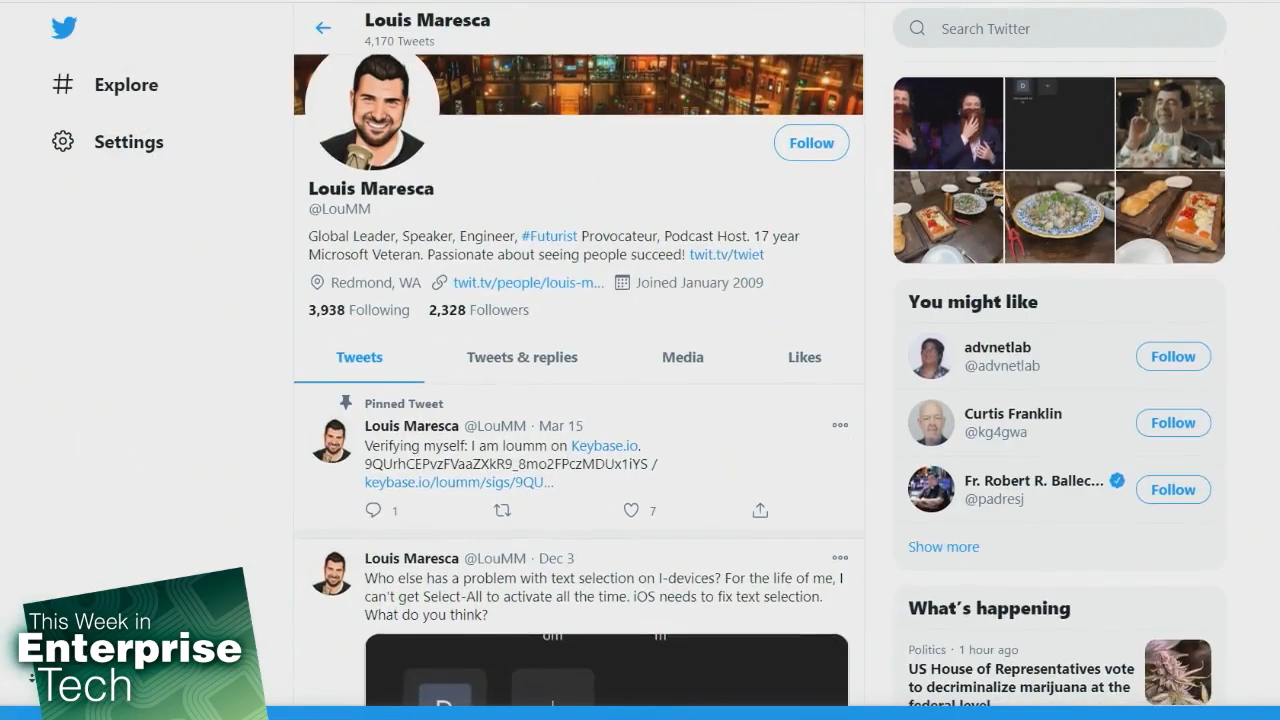 Explore
Settings
Louis Maresca
4,170 Tweets
Follow
Louis Maresca
@LouMM
Global Leader, Speaker, Engineer, #Futurist Provocateur, Podcast Host. 17 year
Microsoft Veteran. Passionate about seeing people succeed! twit.tv/twiet
Redmond, WA twit.tv/people/louis-m... Joined January 2009
3,938 Following 2,328 Followers
Tweets Tweets & replies Media Likes
Pinned Tweet
Louis Maresca @LouMM · Mar 15
Verifying myself: I am loumm on Keybase.io.
9QUrhCEPvzFVaaZXkR9_8mo2FPczMDUx1iYS /
keybase.io/loumm/sigs/9QU...
1 7
Louis Maresca @LouMM · Dec 3
Who else has a problem with text selection on I-devices? For the life of me, I
can't get Select-All to activate all the time. iOS needs to fix text selection.
What do you think?
Search Twitter
You might like
advnetlab
@advnetlab
Follow
Curtis Franklin
@kg4gwa
Follow
Fr. Robert R. Ballec...
@padresj
Follow
Show more
What's happening
Politics · 1 hour ago
US House of Representatives vote
to decriminalize marijuana at the
federal level
This Week in
Enterprise
Tech